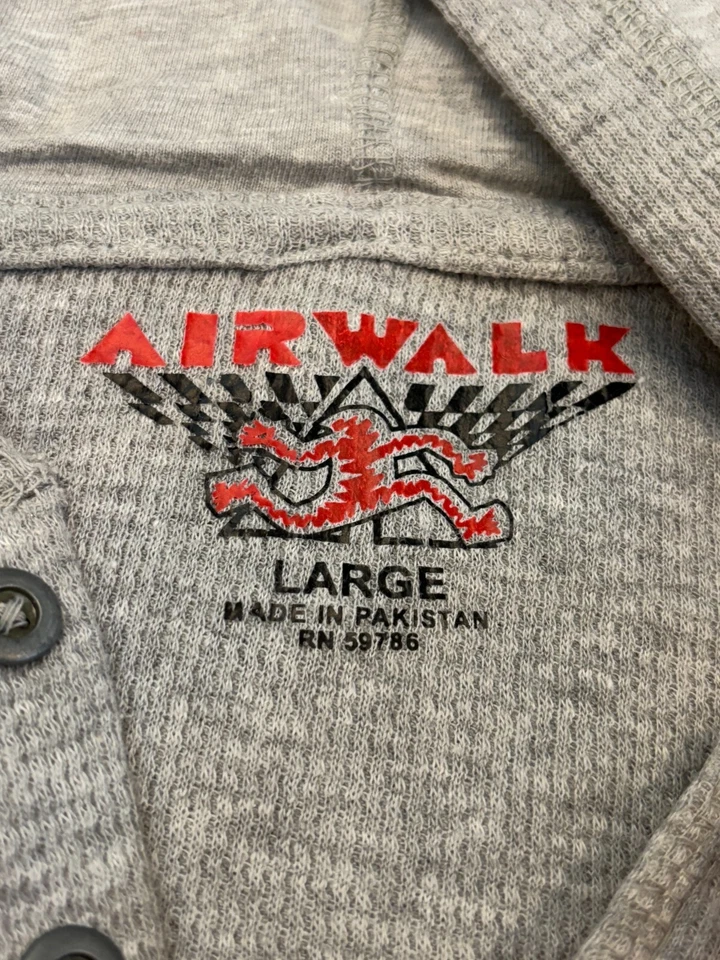 AIRWALK
LARGE
MADE IN PAKISTAN
RN 59786